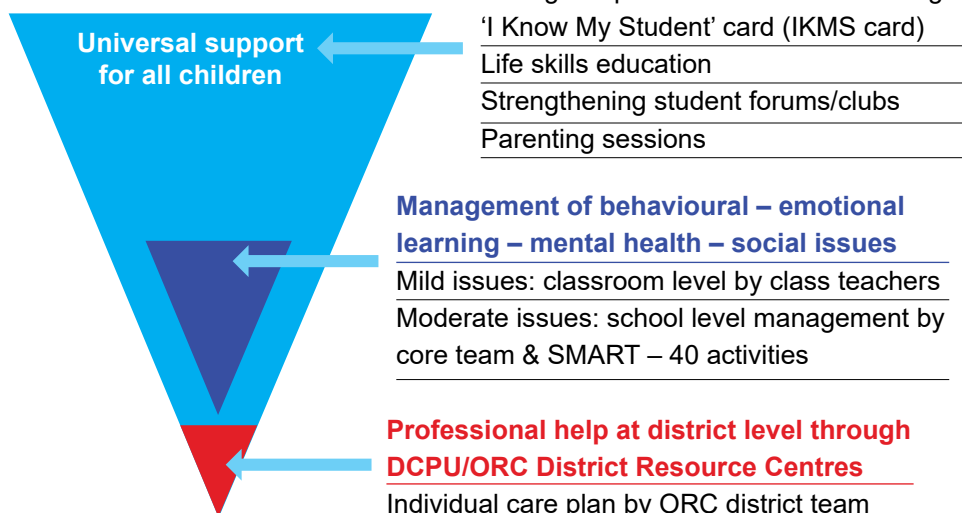 Universal support
for all children
‘I Know My Student’ card (IKMS card)
Life skills education
Strengthening student forums/clubs
Parenting sessions
Management of behavioural – emotional
learning – mental health – social issues
Mild issues: classroom level by class teachers
Moderate issues: school level management by
core team & SMART – 40 activities
Professional help at district level through
DCPU/ORC District Resource Centres
Individual care plan by ORC district team